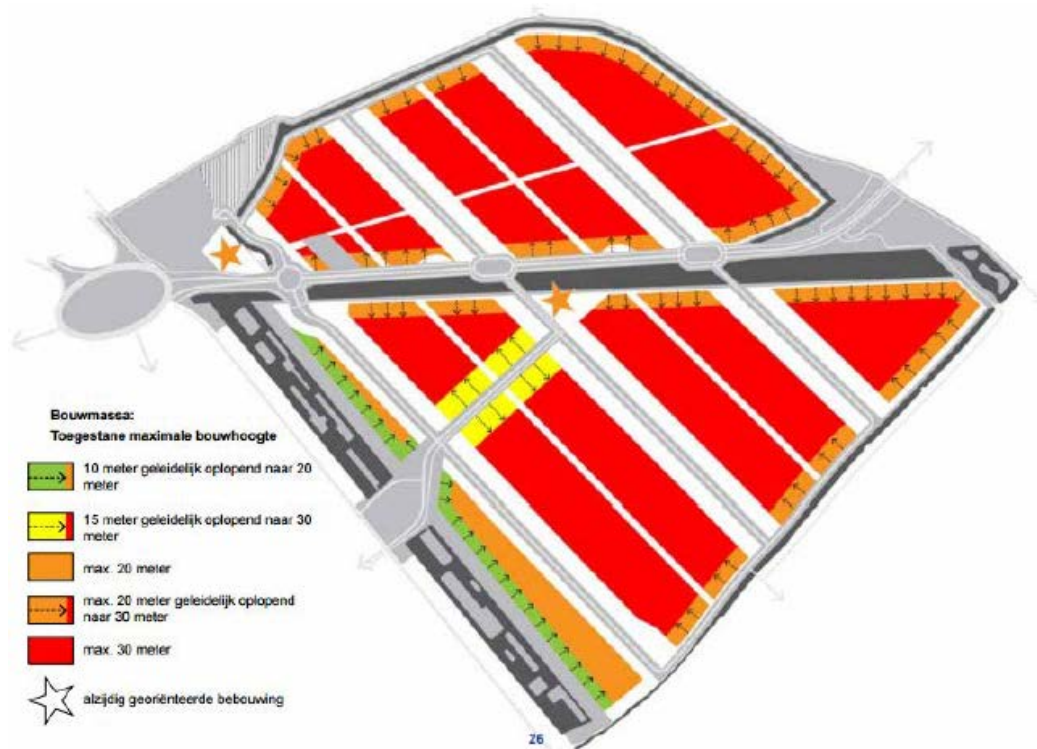 Bouwmassa:
Toegestane maximale bouwhoogte
10 meter geleidelijk oplopend naar 20
meter
15 meter geleidelijk oplopend naar 30
meter
max. 20 meter
max. 20 meter geleidelijk oplopend
naar 30 meter
max. 30 meter
alzijdig georiënteerde bebouwing
26